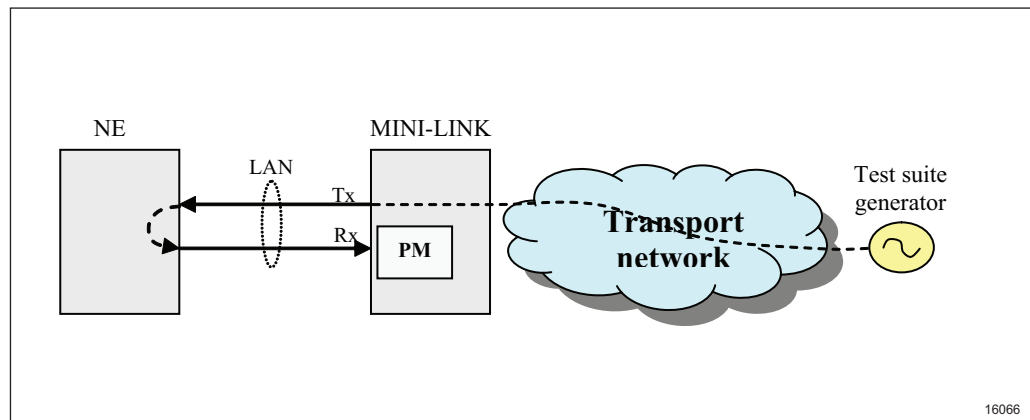 NE
MINI-LINK
LAN
Tx
Rx
PM
Transport
network
Test suite
generator
16066